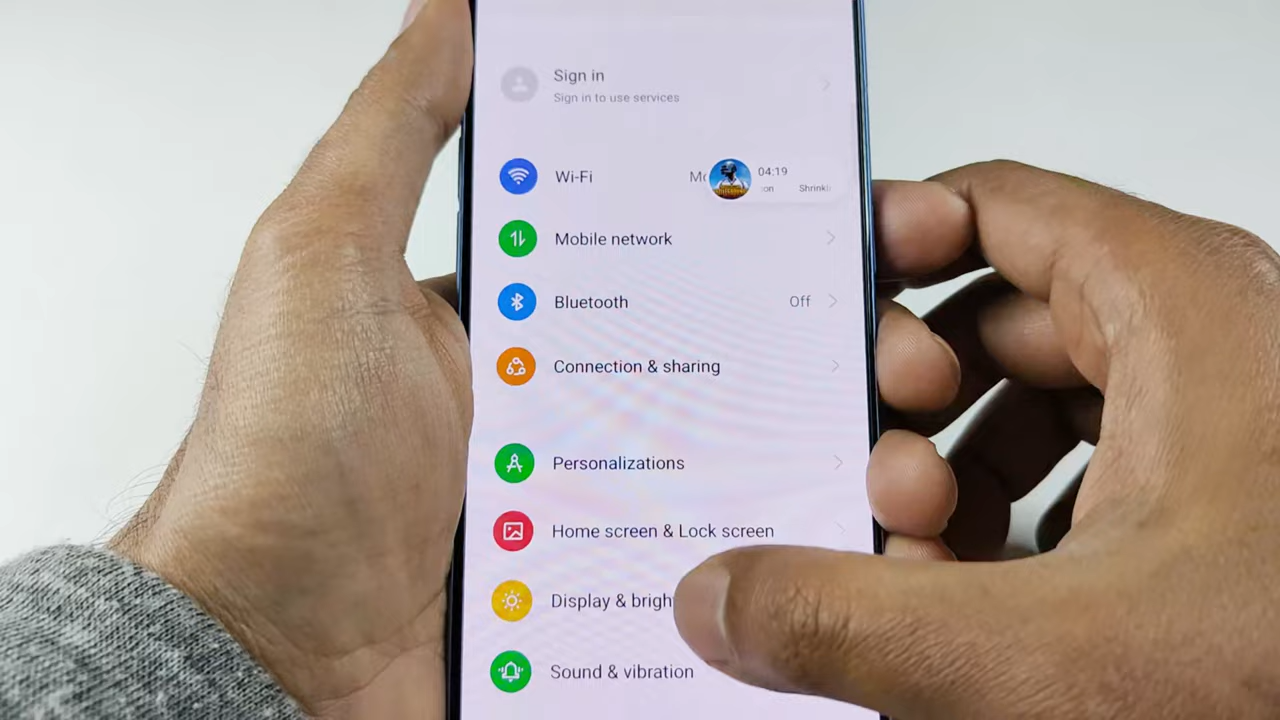 Sign in
Sign in to use services
Wi-Fi
04:19
Shrinki
Mobile network
Bluetooth
Off
Connection & sharing
Personalizations
Home screen & Lock screen
Display & brigh
Sound & vibration